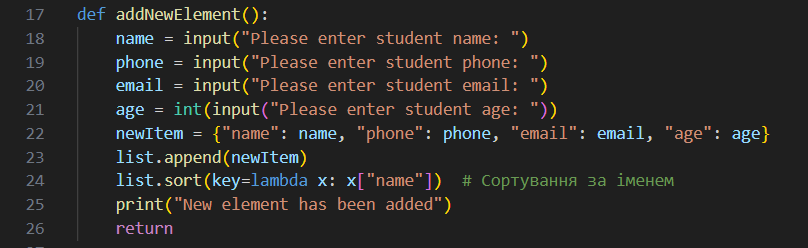 17 def addNewElement():
18 name = input("Please enter student name: ")
19 phone = input("Please enter student phone: ")
20 email = input("Please enter student email: ")
21 age = int(input("Please enter student age: "))
22 newItem = {"name": name, "phone": phone, "email": email, "age": age}
23 list.append(newItem)
24 list.sort(key=lambda x: x["name"])  # Сортування за іменем
25 print("New element has been added")
26 return